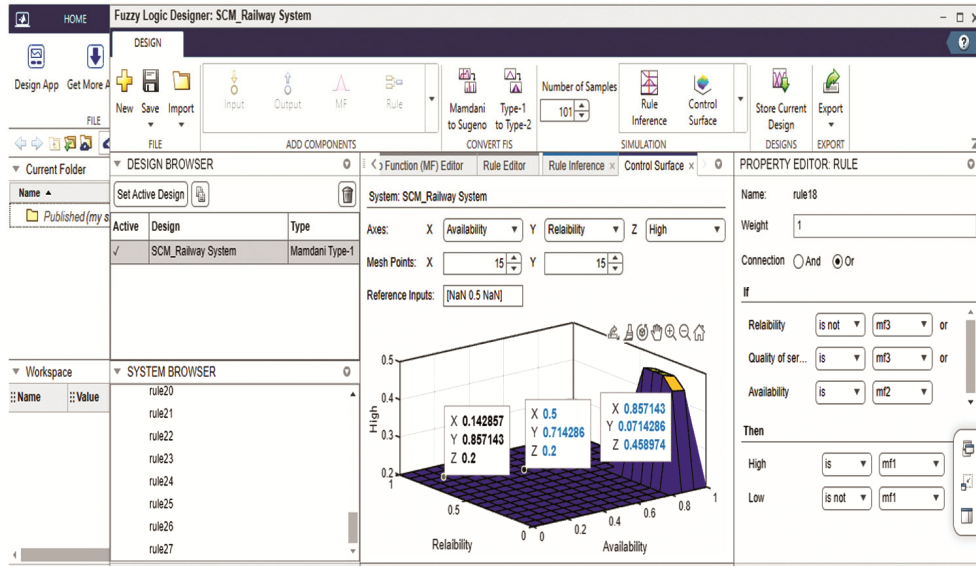 HOME
Fuzzy Logic Designer: SCM_Railway System
DESIGN
Design App
Get More A
FILE
New
Save
Import
FILE
Input
Output
MF
Rule
ADD COMPONENTS
Mamdani to Sugeno
Type-1 to Type-2
CONVERT FIS
Number of Samples
101
Rule Inference
Control Surface
SIMULATION
Store Current Design
DESIGNS
Export
EXPORT
Current Folder
Name
Published (my s
Workspace
Name
Value
DESIGN BROWSER
Set Active Design
Active Design Type
SCM_Railway System Mamdani Type-1
SYSTEM BROWSER
rule20
rule21
rule22
rule23
rule24
rule25
rule26
rule27
p Function (MF) Editor
Rule Editor
Rule Inference ×
Control Surface ×
System: SCM_Railway System
Axes: X Availability Y Relaibility Z High
Mesh Points: X 15 Y 15
Reference Inputs: [NaN 0.5 NaN]
0.5
0.4
0.3
0.2
High
X 0.142857
Y 0.857143
Z 0.2
X 0.5
Y 0.714286
Z 0.2
X 0.857143
Y 0.0714286
Z 0.458974
1
0.5
0
Relaibility
0
0.2
0.4
0.6
0.8
1
Availability
PROPERTY EDITOR: RULE
Name: rule18
Weight 1
Connection And Or
If
Relaibility is not mf3 or
Quality of ser... is mf3 or
Availability is mf2
Then
High is mf1
Low is not mf1